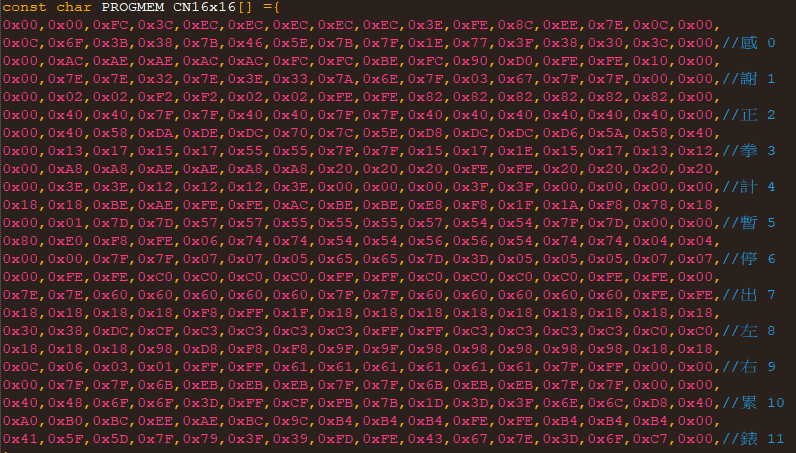 const char PROGMEM CN16x16[] ={
0x00,0x00,0xFC,0x3C,0xEC,0xEC,0xEC,0xEC,0xEC,0x3E,0xFE,0x8C,0xEE,0x7E,0x0C,0x00,
0x0C,0x6F,0x3B,0x38,0x7B,0x46,0x5E,0x7B,0x7F,0x1E,0x77,0x3F,0x38,0x30,0x3C,0x00,//感 0
0x00,0xAC,0xAE,0xAE,0xAC,0xAC,0xFC,0xFC,0xBE,0xFC,0x90,0xD0,0xFE,0xFE,0x10,0x00,
0x00,0x7E,0x7E,0x32,0x7E,0x3E,0x33,0x7A,0x6E,0x7F,0x03,0x67,0x7F,0x7F,0x00,0x00,//謝 1
0x00,0x02,0x02,0xF2,0xF2,0x02,0x02,0xFE,0xFE,0x82,0x82,0x82,0x82,0x82,0x82,0x00,
0x00,0x40,0x40,0x7F,0x7F,0x40,0x40,0x7F,0x7F,0x40,0x40,0x40,0x40,0x40,0x40,0x00,//正 2
0x00,0x40,0x58,0xDA,0xDE,0xDC,0x70,0x7C,0x5E,0xD8,0xDC,0xDC,0xD6,0x5A,0x58,0x40,
0x00,0x13,0x17,0x15,0x17,0x55,0x55,0x7F,0x7F,0x15,0x17,0x1E,0x15,0x17,0x13,0x12,//拳 3
0x00,0xA8,0xA8,0xAE,0xAE,0xA8,0xA8,0x20,0x20,0x20,0xFE,0xFE,0x20,0x20,0x20,0x20,
0x00,0x3E,0x3E,0x12,0x12,0x12,0x3E,0x00,0x00,0x00,0x3F,0x3F,0x00,0x00,0x00,0x00,//計 4
0x18,0x18,0xBE,0xAE,0xFE,0xFE,0xAC,0xBE,0xBE,0xE8,0xF8,0x1F,0x1A,0xF8,0x78,0x18,
0x00,0x01,0x7D,0x7D,0x57,0x57,0x55,0x55,0x55,0x57,0x54,0x54,0x7F,0x7D,0x00,0x00,//暫 5
0x80,0xE0,0xF8,0xFE,0x06,0x74,0x74,0x54,0x54,0x56,0x56,0x54,0x74,0x74,0x04,0x04,
0x00,0x00,0x7F,0x7F,0x07,0x07,0x05,0x65,0x65,0x7D,0x3D,0x05,0x05,0x05,0x07,0x07,//停 6
0x00,0xFE,0xFE,0xC0,0xC0,0xC0,0xC0,0xFF,0xFF,0xC0,0xC0,0xC0,0xC0,0xFE,0xFE,0x00,
0x7E,0x7E,0x60,0x60,0x60,0x60,0x60,0x7F,0x7F,0x60,0x60,0x60,0x60,0x60,0xFE,0xFE,//出 7
0x18,0x18,0x18,0x18,0xF8,0xFF,0x1F,0x18,0x18,0x18,0x18,0x18,0x18,0x18,0x18,0x18,
0x30,0x38,0xDC,0xCF,0xC3,0xC3,0xC3,0xC3,0xFF,0xFF,0xC3,0xC3,0xC3,0xC3,0xC0,0xC0,//左 8
0x18,0x18,0x18,0x98,0xD8,0xF8,0xF8,0x9F,0x9F,0x98,0x98,0x98,0x98,0x98,0x18,0x18,
0x0C,0x06,0x03,0x01,0xFF,0xFF,0x61,0x61,0x61,0x61,0x61,0x61,0x7F,0xFF,0x00,0x00,//右 9
0x00,0x7F,0x7F,0x6B,0xEB,0xEB,0xEB,0x7F,0x7F,0x6B,0xEB,0xEB,0x7F,0x7F,0x00,0x00,
0x40,0x48,0x6F,0x6F,0x3D,0xFF,0xCF,0xFB,0x7B,0x1D,0x3D,0x3F,0x6E,0x6C,0xD8,0x40,//累 10
0xA0,0xB0,0xBC,0xEE,0xAE,0xBC,0x9C,0xB4,0xB4,0xB4,0xFE,0xFE,0xB4,0xB4,0xB4,0x00,
0x41,0x5F,0x5D,0x7F,0x79,0x3F,0x39,0xFD,0xFE,0x43,0x67,0x7E,0x3D,0x6F,0xC7,0x00,//錶 11